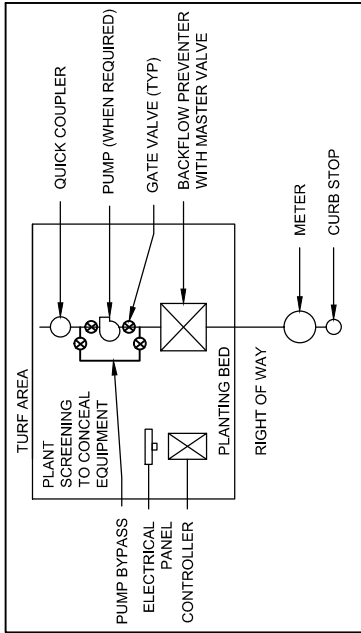 TURF AREA
PLANT
SCREENING
TO CONCEAL
EQUIPMENT
QUICK COUPLER
PUMP (WHEN REQUIRED)
GATE VALVE (TYP)
BACKFLOW PREVENTER
WITH MASTER VALVE
PUMP BYPASS
ELECTRICAL
PANEL
CONTROLLER
PLANTING BED
RIGHT OF WAY
METER
CURB STOP